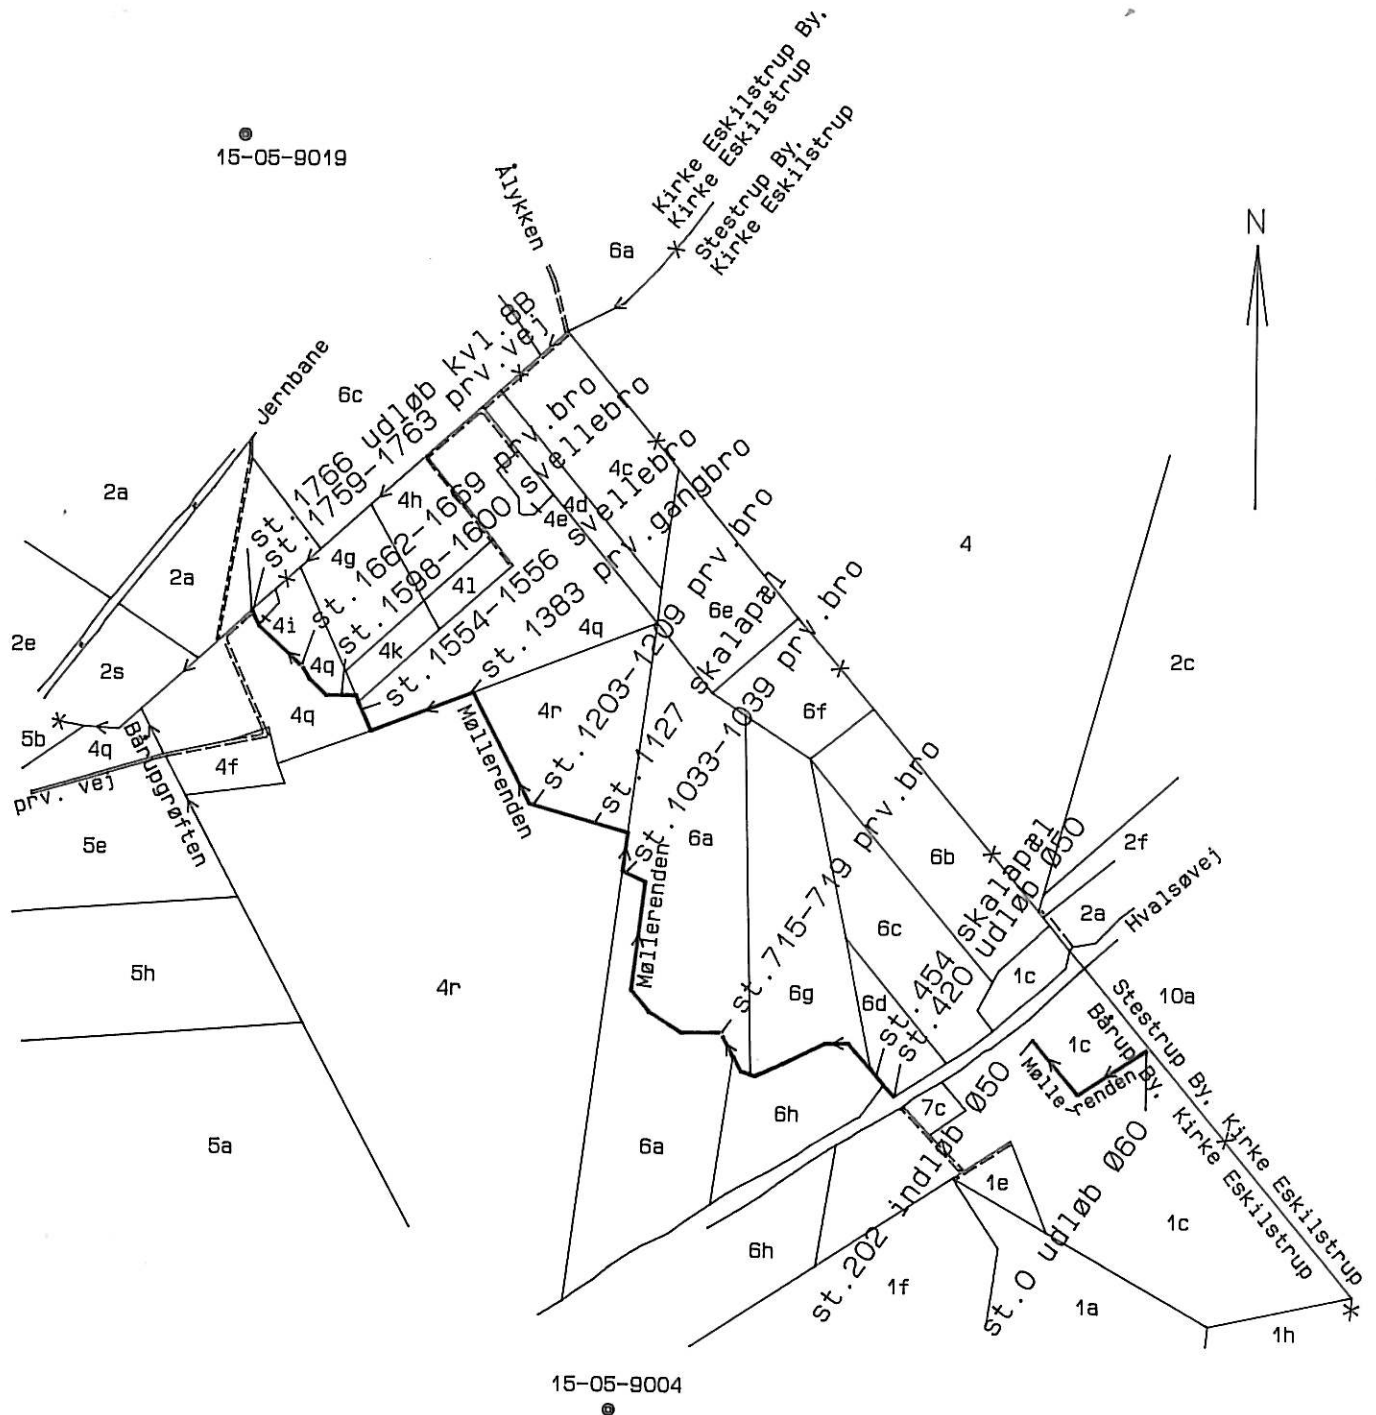 Kirke Eskilstrup By.
Kirke Eskilstrup
Stestrup By.
Kirke Eskilstrup
15-05-9019
Ålykken
6a
N
Jernbane
6c
st.1766 udløb kvl.8B
st.1759-1763 prv.vej
st.1662-1669 prv.bro
st.1598-1600 svellebro
st.1554-1556 svellebro
st.1383 prv.gangbro
st.1203-1209 prv.bro
st.1127 skalapæl
st.1033-1039 prv.bro
st.715-719 prv.bro
st.454 skalapæl
st.420 udløb Ø50
st.202 indløb Ø50
st.0 udløb Ø60
2a
4h
4c
4d
4e
4g
4
2a
4l
6e
4i
4q
2e
2s
4q
4k
2c
4r
6f
4q
5b
4q
4f
Bårupgrøften
prv. vej
Møllerenden
5e
6a
6b
2f
Hvalsøvej
2a
6c
Møllerenden
5h
4r
6g
6d
1c
10a
1c
Møllerenden
Stestrup By. Kirke Eskilstrup
Bårup By. Kirke Eskilstrup
7c
6h
5a
6a
1e
1c
6h
1f
1a
1h
15-05-9004